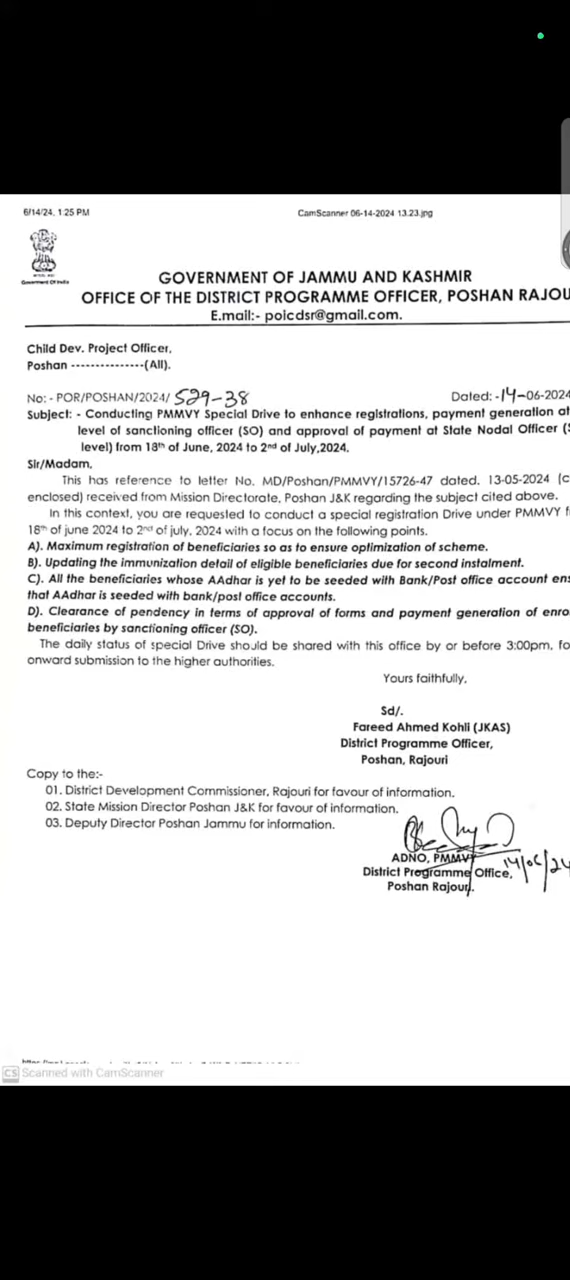 6/14/24, 1:25 PM CamScanner 06-14-2024 13.23.jpg
Government Of India
GOVERNMENT OF JAMMU AND KASHMIR
OFFICE OF THE DISTRICT PROGRAMME OFFICER, POSHAN RAJOU
E.mail:- poicdsr@gmail.com.
Child Dev. Project Officer,
Poshan --------------(All).
No: - POR/POSHAN/2024/ 529-38 Dated: -14-06-2024
Subject: - Conducting PMMVY Special Drive to enhance registrations, payment generation at
level of sanctioning officer (SO) and approval of payment at State Nodal Officer (S
level) from 18th of June, 2024 to 2nd of July,2024.
Sir/Madam,
This has reference to letter No. MD/Poshan/PMMVY/15726-47 dated. 13-05-2024 (c
enclosed) received from Mission Directorate, Poshan J&K regarding the subject cited above.
In this context, you are requested to conduct a special registration Drive under PMMVY f
18th of june 2024 to 2nd of july, 2024 with a focus on the following points.
A). Maximum registration of beneficiaries so as to ensure optimization of scheme.
B). Updating the immunization detail of eligible beneficiaries due for second instalment.
C). All the beneficiaries whose AAdhar is yet to be seeded with Bank/Post office account ens
that AAdhar is seeded with bank/post office accounts.
D). Clearance of pendency in terms of approval of forms and payment generation of enro
beneficiaries by sanctioning officer (SO).
The daily status of special Drive should be shared with this office by or before 3:00pm, fo
onward submission to the higher authorities.
Yours faithfully,
Sd/.
Fareed Ahmed Kohli (JKAS)
District Programme Officer,
Poshan, Rajouri
Copy to the:-
01. District Development Commissioner, Rajouri for favour of information.
02. State Mission Director Poshan J&K for favour of information.
03. Deputy Director Poshan Jammu for information.
ADNO, PMMVY
District Programme Office, 14/06/24
Poshan Rajouri.
CS Scanned with CamScanner